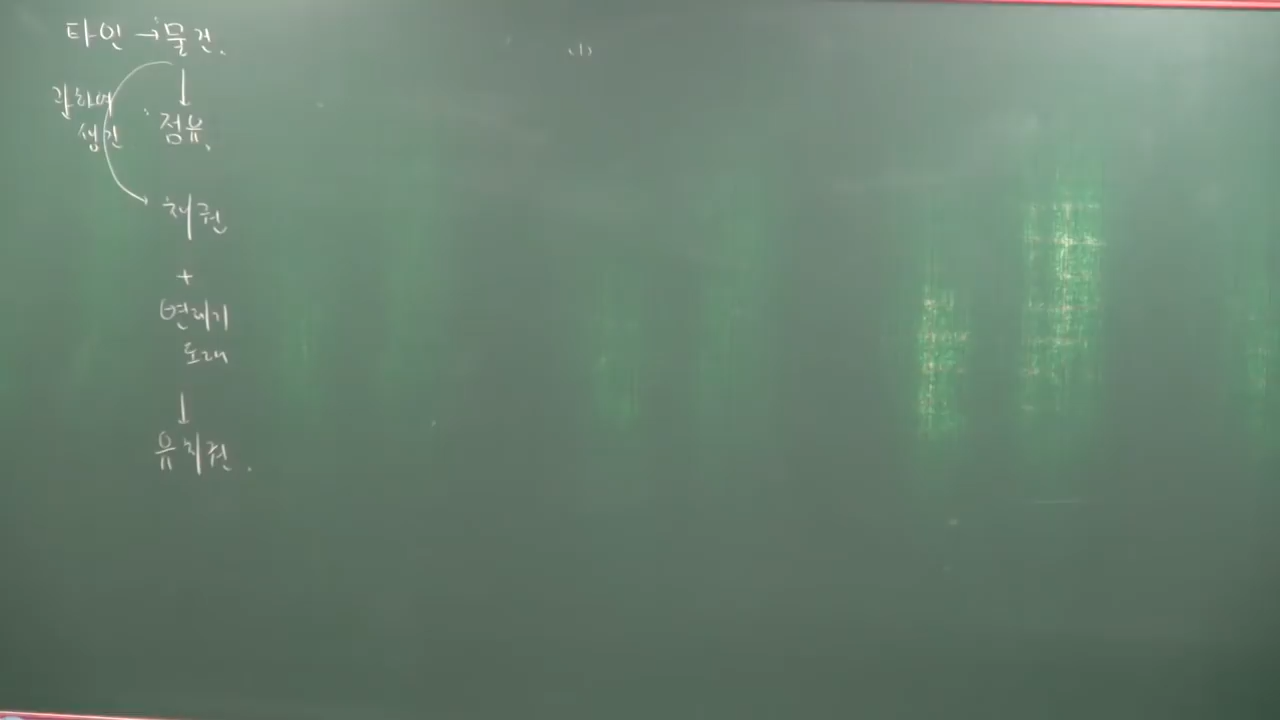 타인 → 물건.
↓
관하여
생긴
점유.
채권
+
변제기
도래
↓
유치권.
(1)